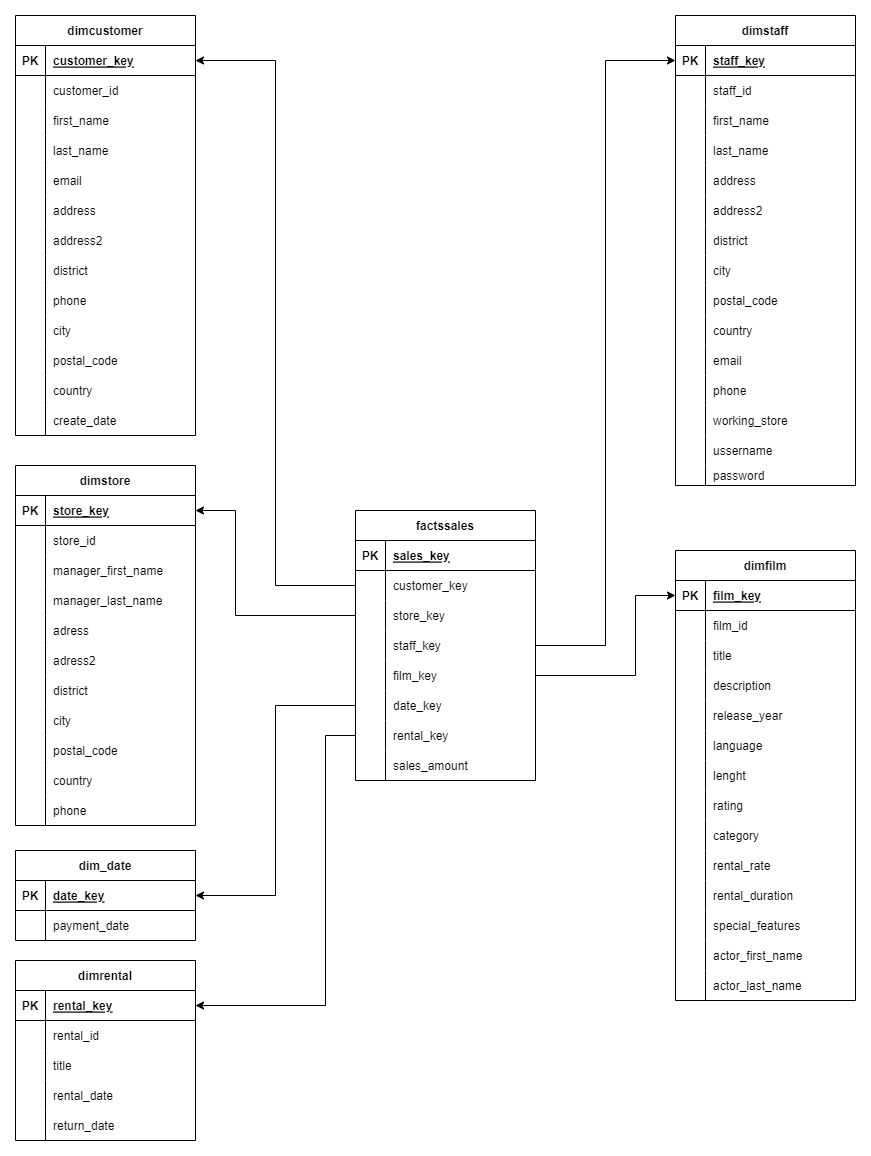 dimcustomer
PK customer_key
customer_id
first_name
last_name
email
address
address2
district
phone
city
postal_code
country
create_date
dimstore
PK store_key
store_id
manager_first_name
manager_last_name
adress
adress2
district
city
postal_code
country
phone
dim_date
PK date_key
payment_date
dimrental
PK rental_key
rental_id
title
rental_date
return_date
factssales
PK sales_key
customer_key
store_key
staff_key
film_key
date_key
rental_key
sales_amount
dimstaff
PK staff_key
staff_id
first_name
last_name
address
address2
district
city
postal_code
country
email
phone
working_store
ussername
password
dimfilm
PK film_key
film_id
title
description
release_year
language
lenght
rating
category
rental_rate
rental_duration
special_features
actor_first_name
actor_last_name